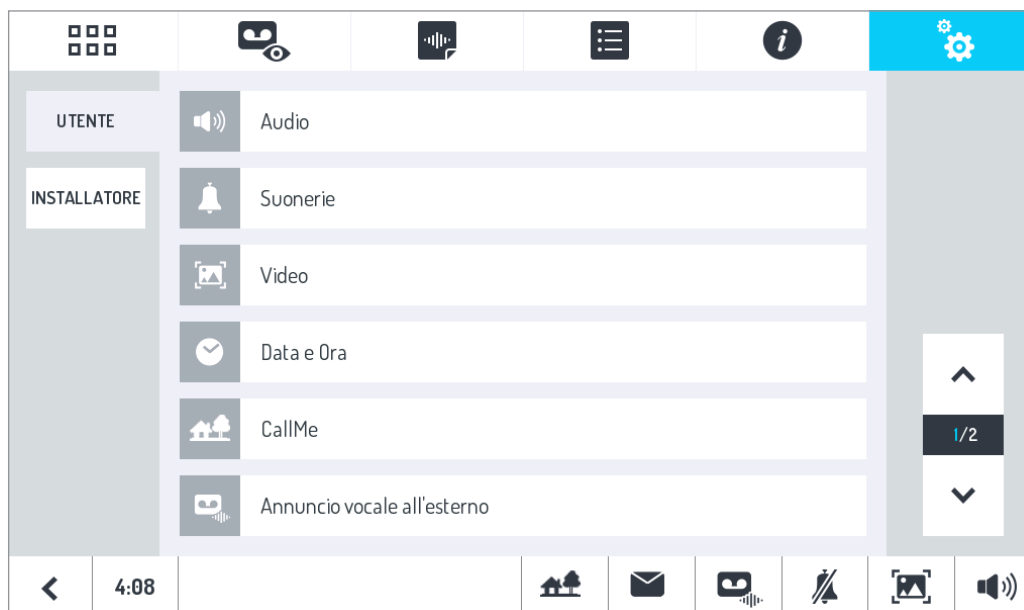 UTENTE
Audio
INSTALLATORE
Suonerie
Video
Data e Ora
CallMe
1/2
Annuncio vocale all'esterno
4:08